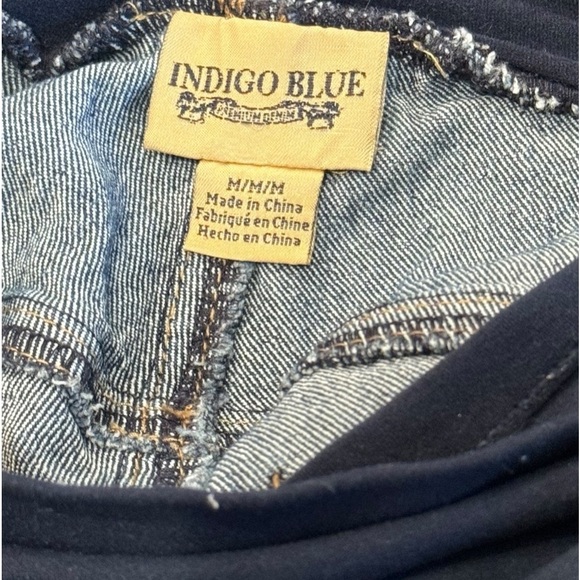 INDIGO BLUE
PREMIUM DENIM
M/M/M
Made in China
Fabriqué en Chine
Hecho en China